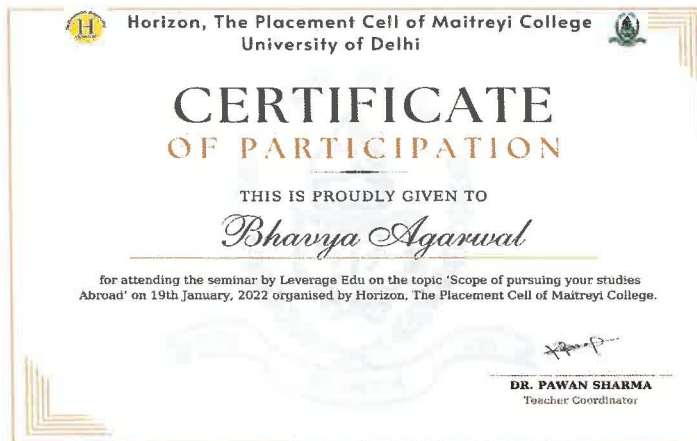 Horizon, The Placement Cell of Maitreyi College
University of Delhi
CERTIFICATE
OF PARTICIPATION
THIS IS PROUDLY GIVEN TO
Bhavya Agarwal
for attending the seminar by Leverage Edu on the topic 'Scope of pursuing your studies
Abroad' on 19th January, 2022 organised by Horizon, The Placement Cell of Maitreyi College.
DR. PAWAN SHARMA
Teacher Coordinator